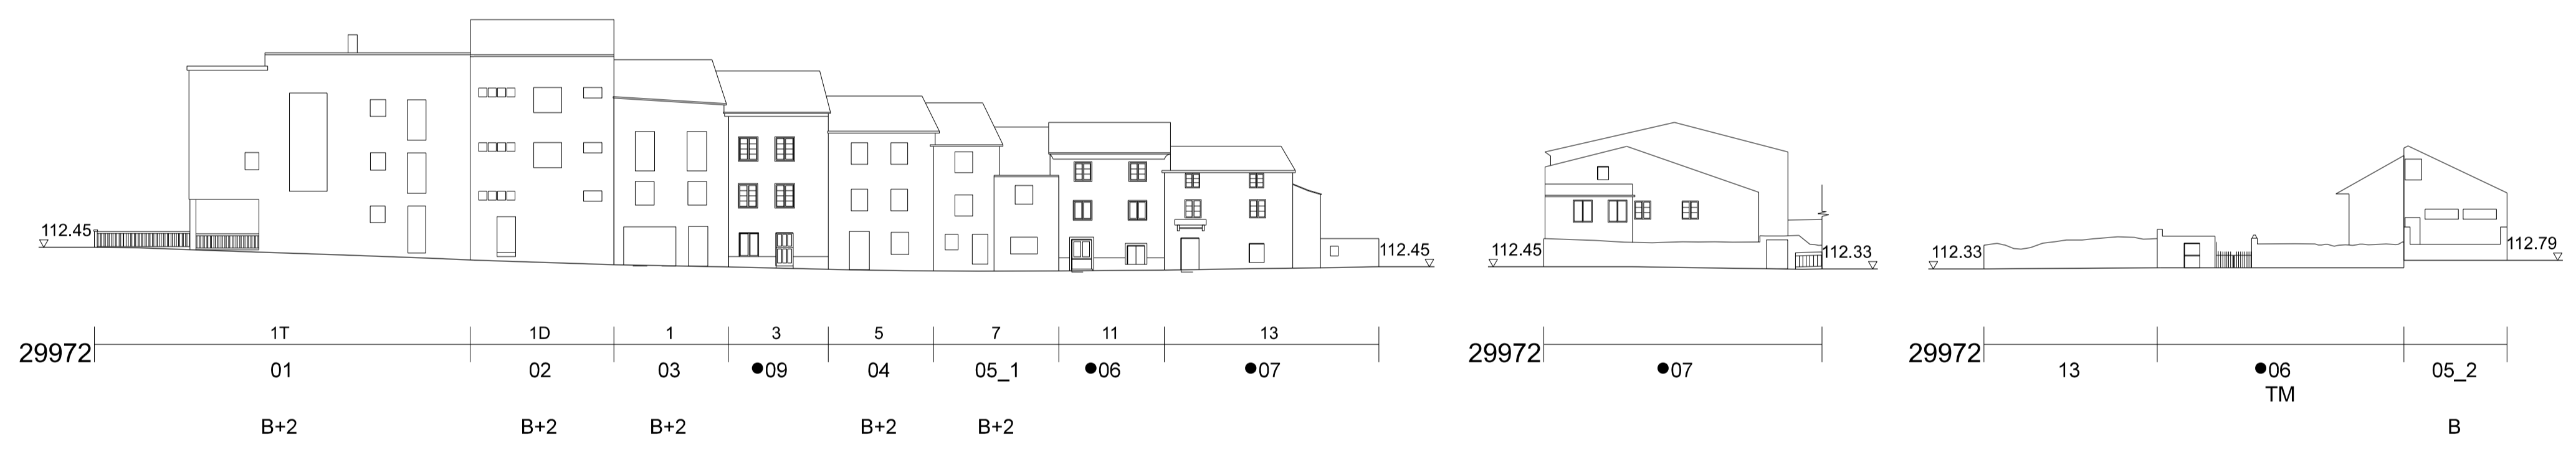 112.45 112.45 112.45 112.33 112.33 112.79
1T 1D 1 3 5 7 11 13
29972 29972 29972
01 02 03 ●09 04 05_1 ●06 ●07 ●07 13 ●06 05_2
TM
B+2 B+2 B+2 B+2 B+2 B